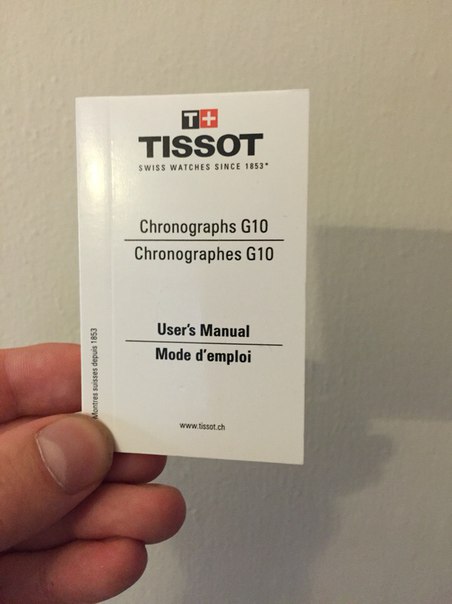 T+
TISSOT
SWISS WATCHES SINCE 1853*
Chronographs G10
Chronographes G10
User's Manual
Mode d'emploi
www.tissot.ch
Montres suisses depuis 1853